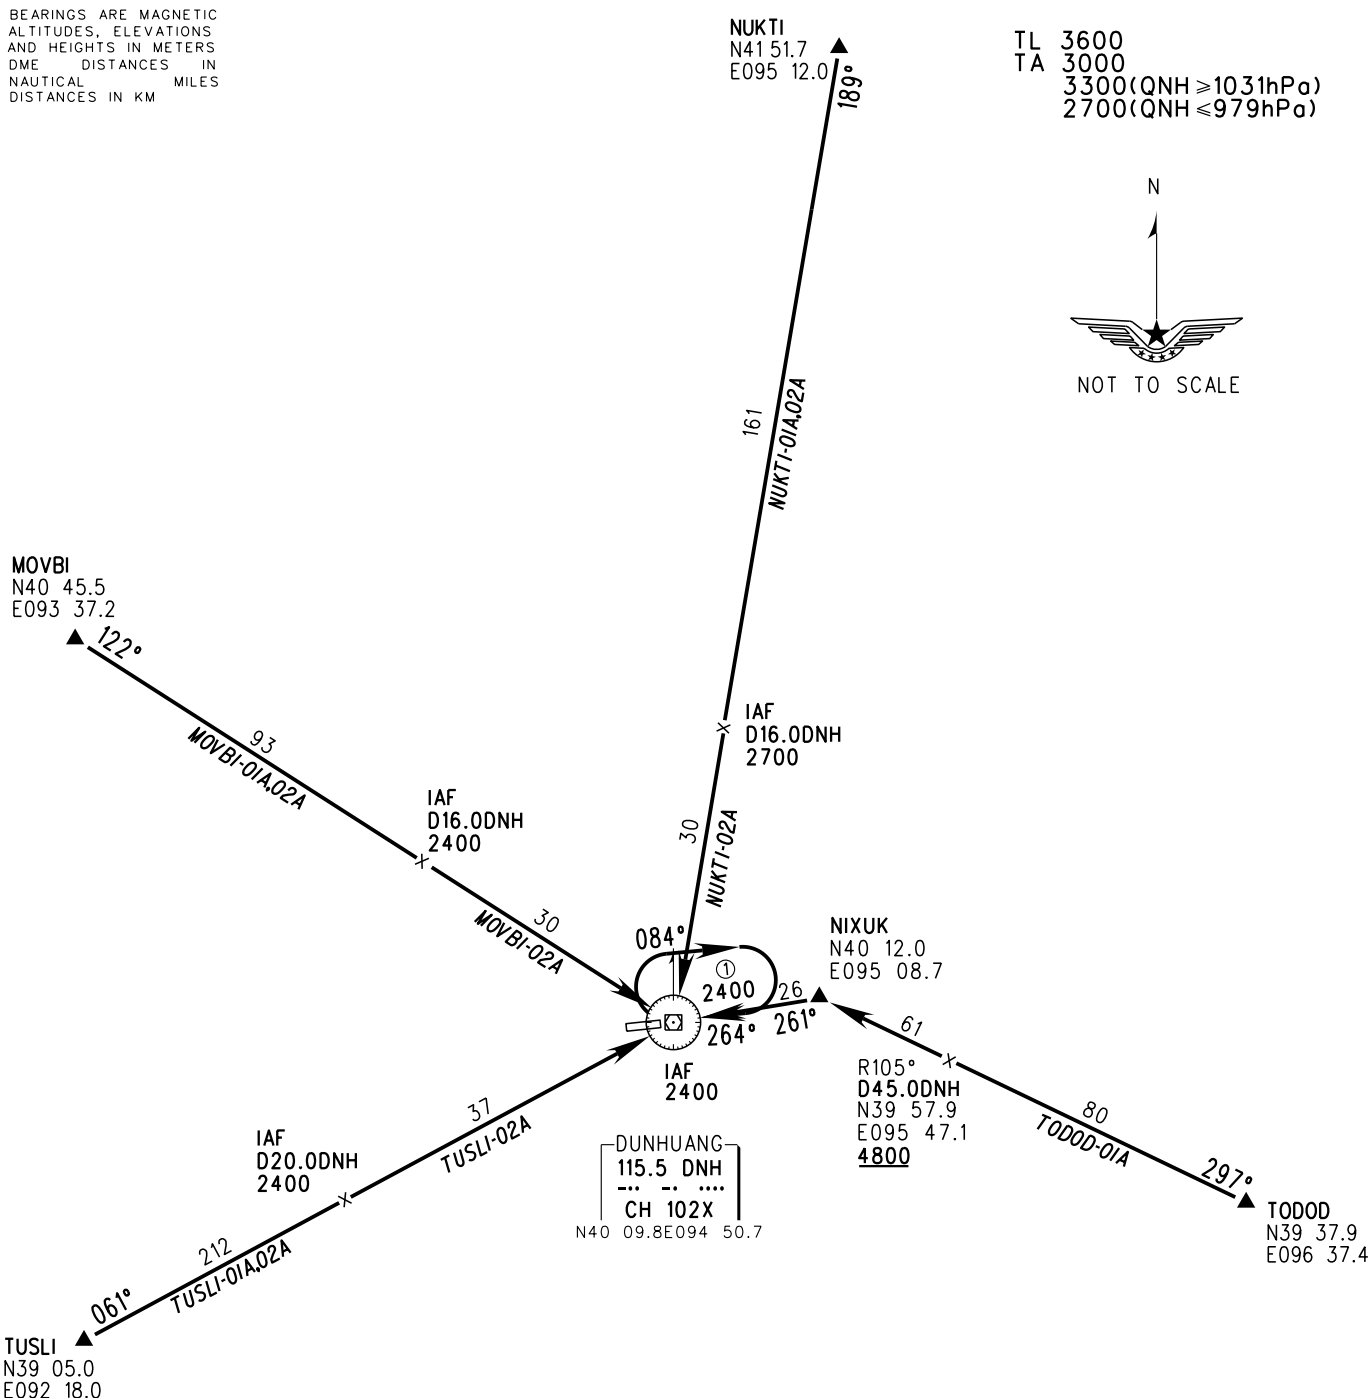 BEARINGS ARE MAGNETIC
ALTITUDES, ELEVATIONS
AND HEIGHTS IN METERS
DME DISTANCES IN
NAUTICAL MILES
DISTANCES IN KM
NUKTI
N41 51.7
E095 12.0
189°
TL 3600
TA 3000
3300(QNH≥1031hPa)
2700(QNH≤979hPa)
N
NOT TO SCALE
161
NUKTI-01A,02A
MOVBI
N40 45.5
E093 37.2
122°
93
MOVBI-01A,02A
IAF
D16.0DNH
2700
IAF
D16.0DNH
2400
30
NUKTI-02A
30
MOVBI-02A
084°
①
2400
264°
26
261°
NIXUK
N40 12.0
E095 08.7
61
R105°
D45.0DNH
N39 57.9
E095 47.1
4800
80
TODOD-01A
297°
TODOD
N39 37.9
E096 37.4
IAF
2400
37
TUSLI-02A
IAF
D20.0DNH
2400
DUNHUANG
115.5 DNH
-·· -· ····
CH 102X
N40 09.8E094 50.7
212
TUSLI-01A,02A
061°
TUSLI
N39 05.0
E092 18.0